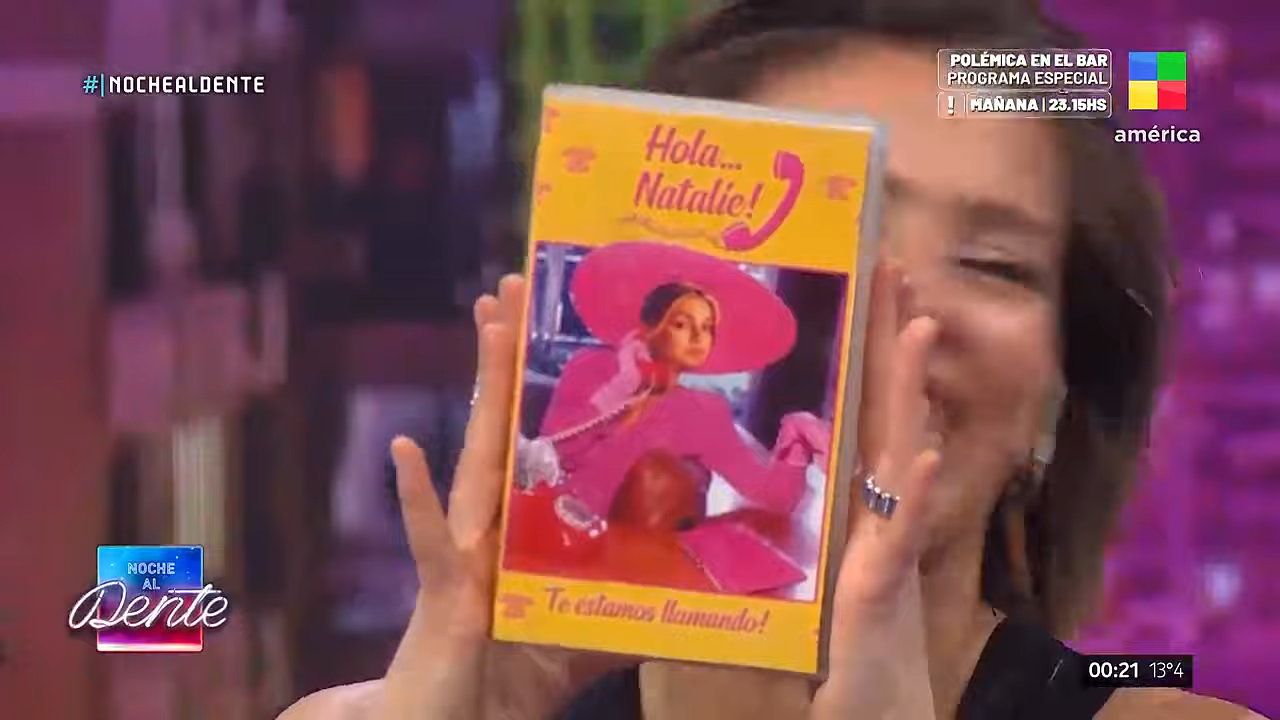 #|NOCHEALDENTE
POLÉMICA EN EL BAR
PROGRAMA ESPECIAL
! MAÑANA | 23.15HS
américa
Hola...
Natalie!
Te estamos llamando!
NOCHE
AL
Dente
00:21 13°4